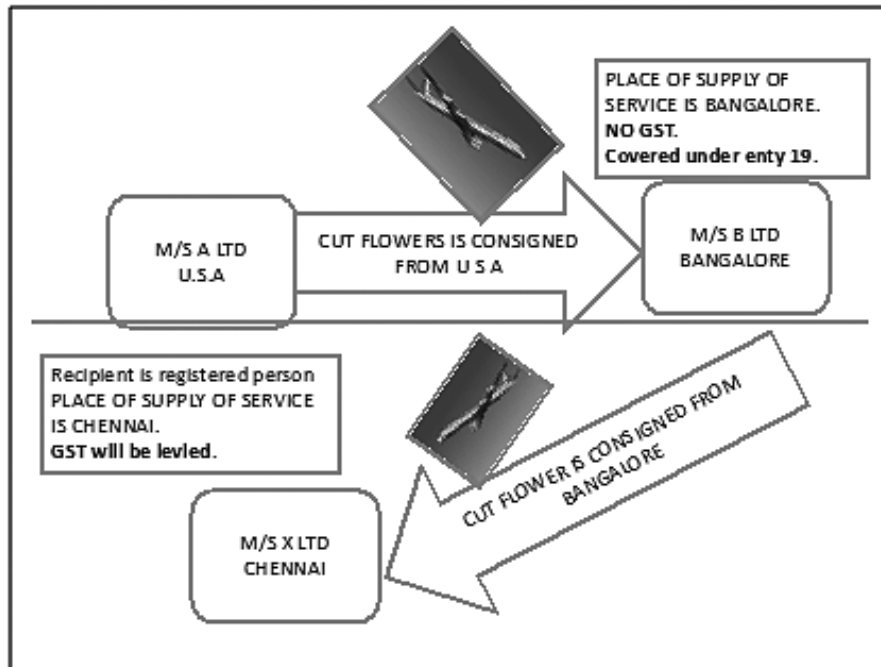 PLACE OF SUPPLY OF
SERVICE IS BANGALORE.
NO GST.
Covered under enty 19.
M/S A LTD
U.S.A
CUT FLOWERS IS CONSIGNED
FROM U S A
M/S B LTD
BANGALORE
Recipient is registered person
PLACE OF SUPPLY OF SERVICE
IS CHENNAI.
GST will be levied.
CUT FLOWER IS CONSIGNED FROM
BANGALORE
M/S X LTD
CHENNAI